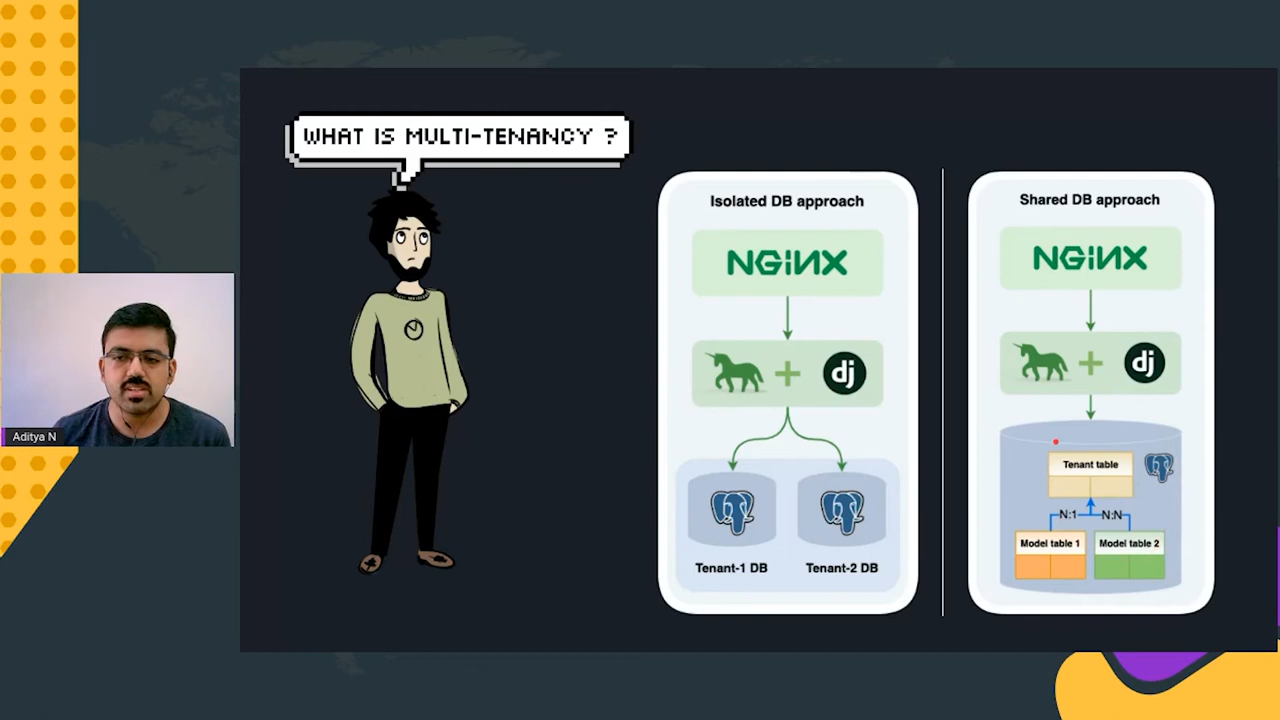 WHAT IS MULTI-TENANCY ?
Aditya N
Isolated DB approach
NGiNX
+
dj
Tenant-1 DB
Tenant-2 DB
Shared DB approach
NGiNX
+
dj
Tenant table
N:1
N:N
Model table 1
Model table 2